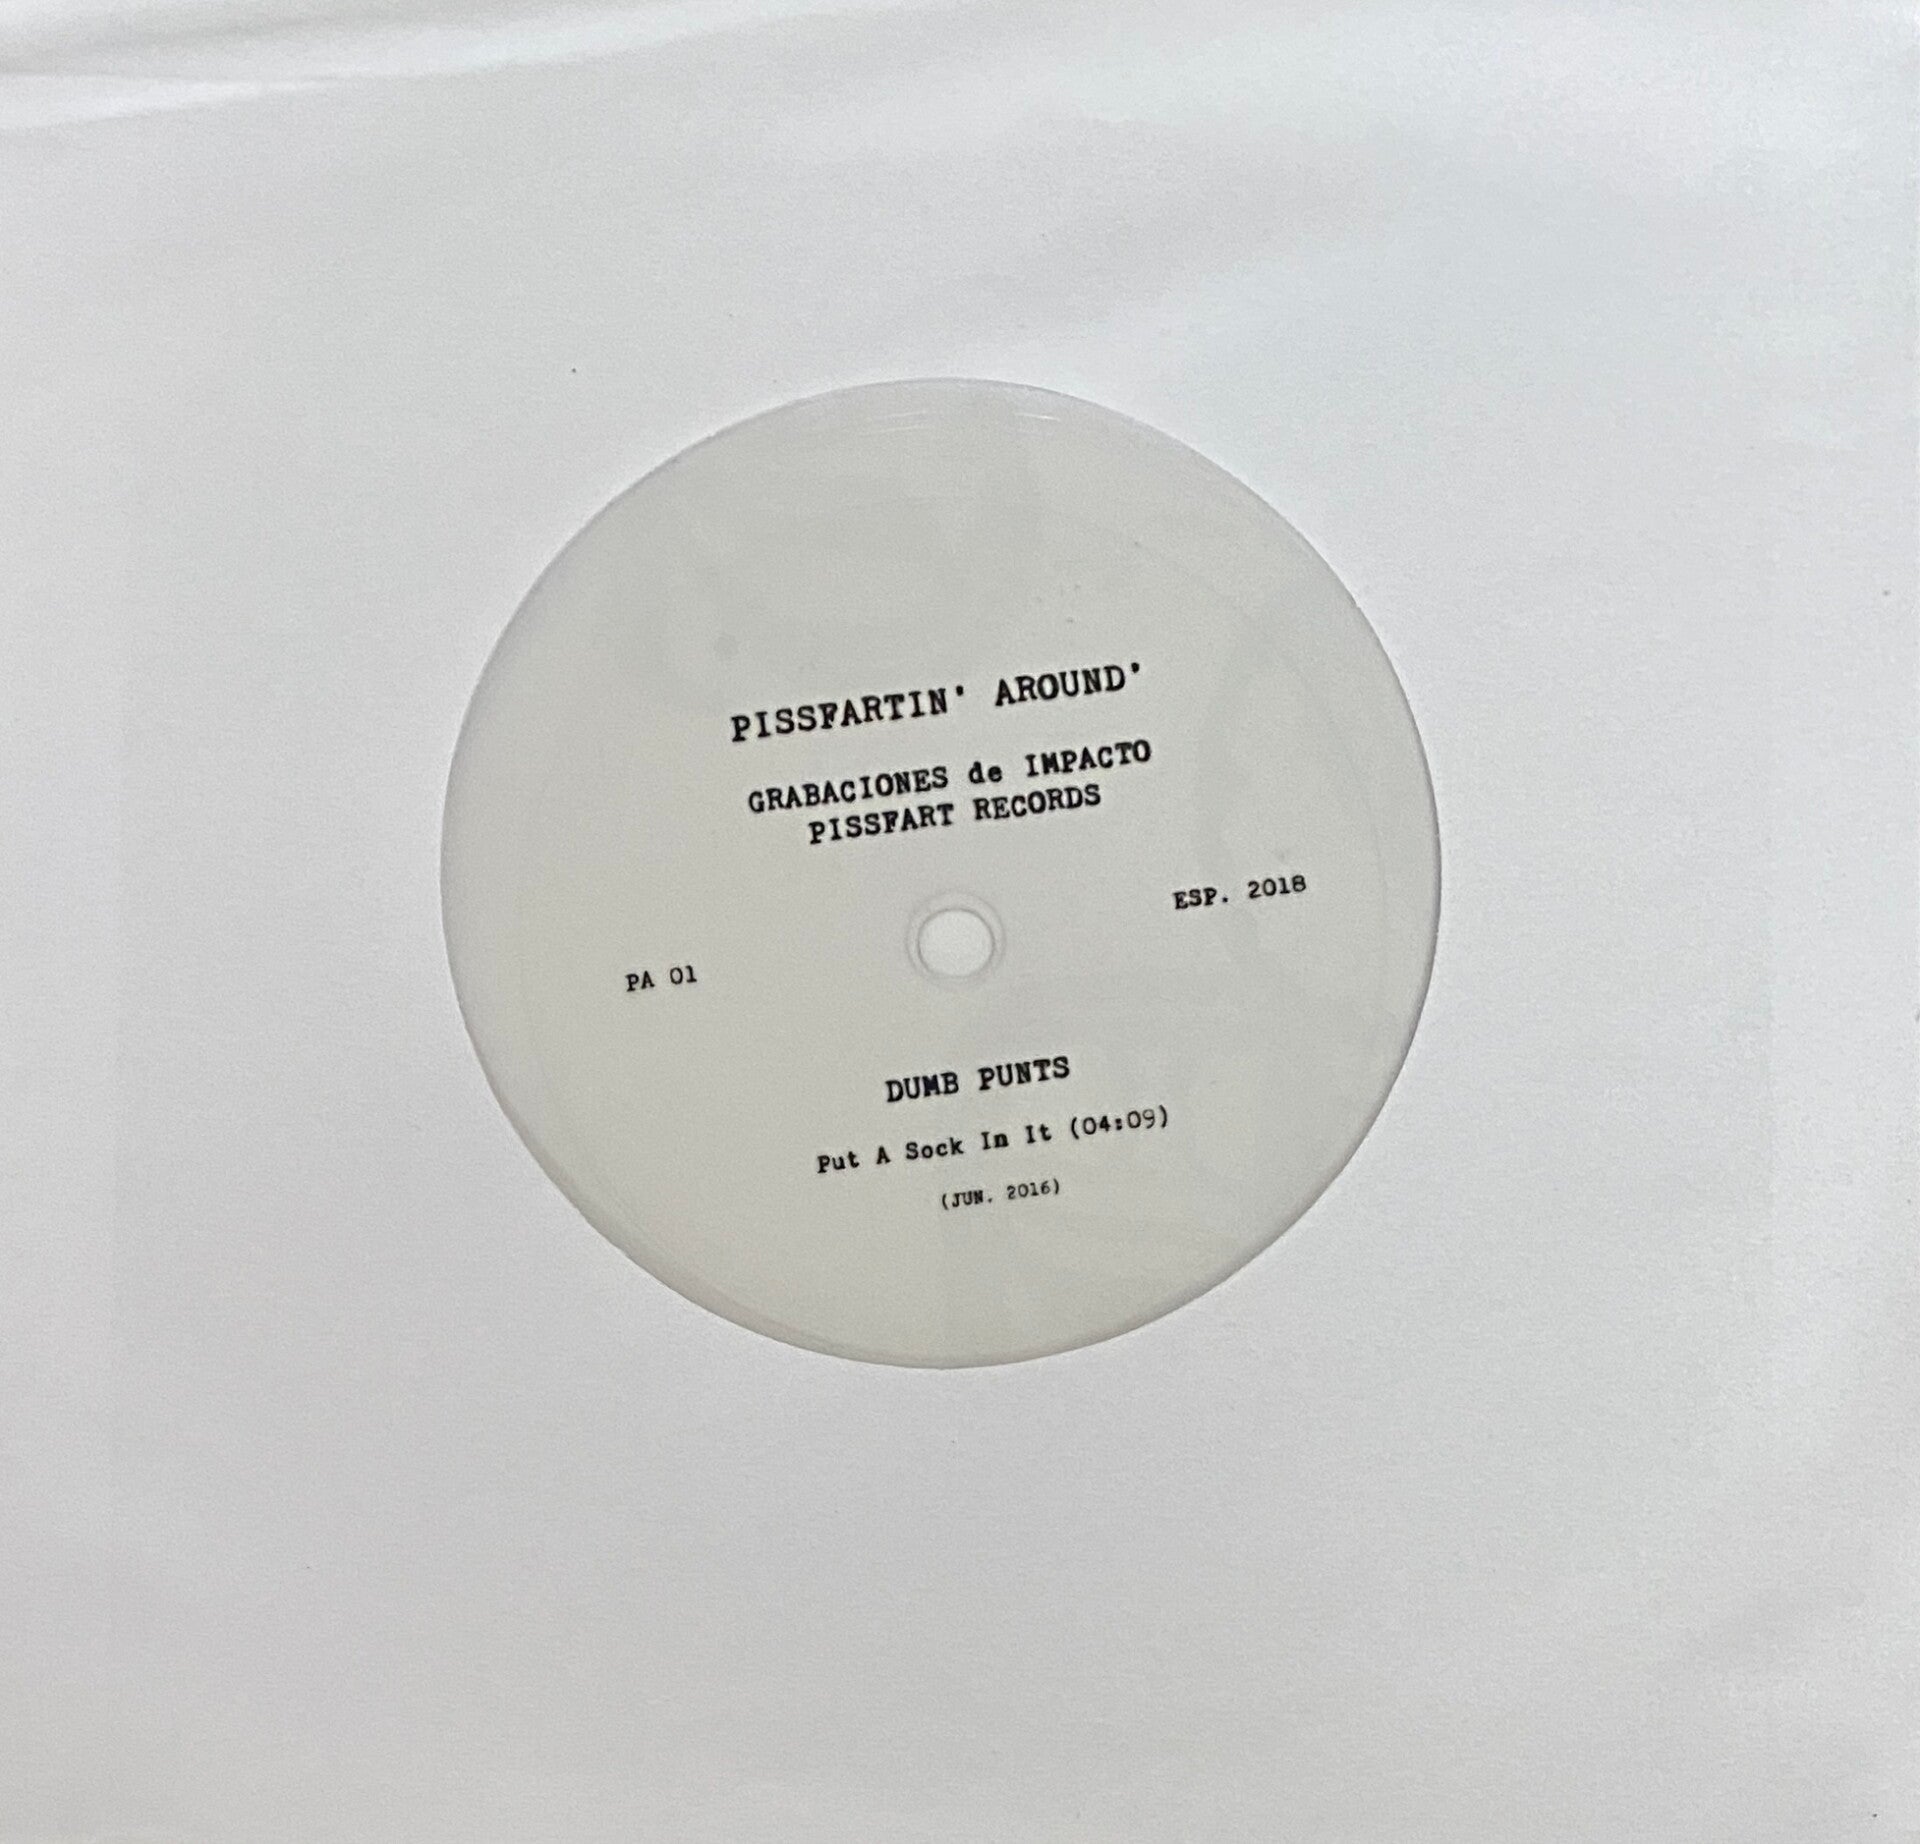 PISSFARTIN' AROUND'
GRABACIONES de IMPACTO
PISSFART RECORDS
ESP. 2018
PA 01
DUMB PUNTS
Put A Sock In It (04:09)
(JUN. 2016)